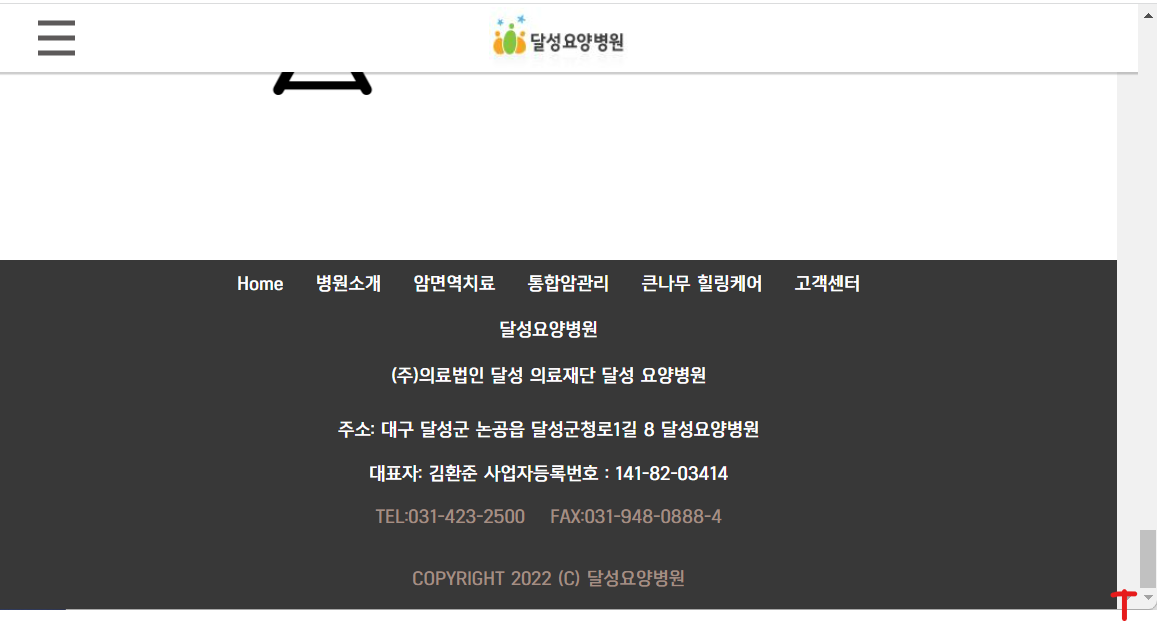 달성요양병원
Home 병원소개 암면역치료 통합암관리 큰나무 힐링케어 고객센터
달성요양병원
(주)의료법인 달성 의료재단 달성 요양병원
주소: 대구 달성군 논공읍 달성군청로1길 8 달성요양병원
대표자: 김환준 사업자등록번호 : 141-82-03414
TEL:031-423-2500 FAX:031-948-0888-4
COPYRIGHT 2022 (C) 달성요양병원
T